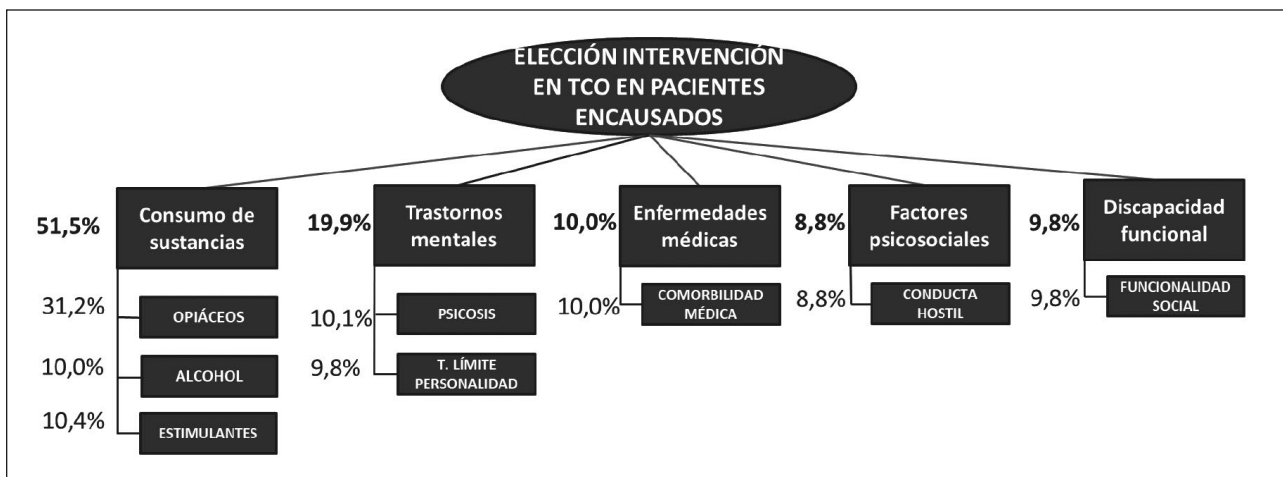 ELECCIÓN INTERVENCIÓN
EN TCO EN PACIENTES
ENCAUSADOS
51,5%
Consumo de
sustancias
19,9%
Trastornos
mentales
10,0%
Enfermedades
médicas
8,8%
Factores
psicosociales
9,8%
Discapacidad
funcional
31,2%
OPIÁCEOS
10,0%
ALCOHOL
10,4%
ESTIMULANTES
10,1%
PSICOSIS
9,8%
T. LÍMITE
PERSONALIDAD
10,0%
COMORBILIDAD
MÉDICA
8,8%
CONDUCTA
HOSTIL
9,8%
FUNCIONALIDAD
SOCIAL